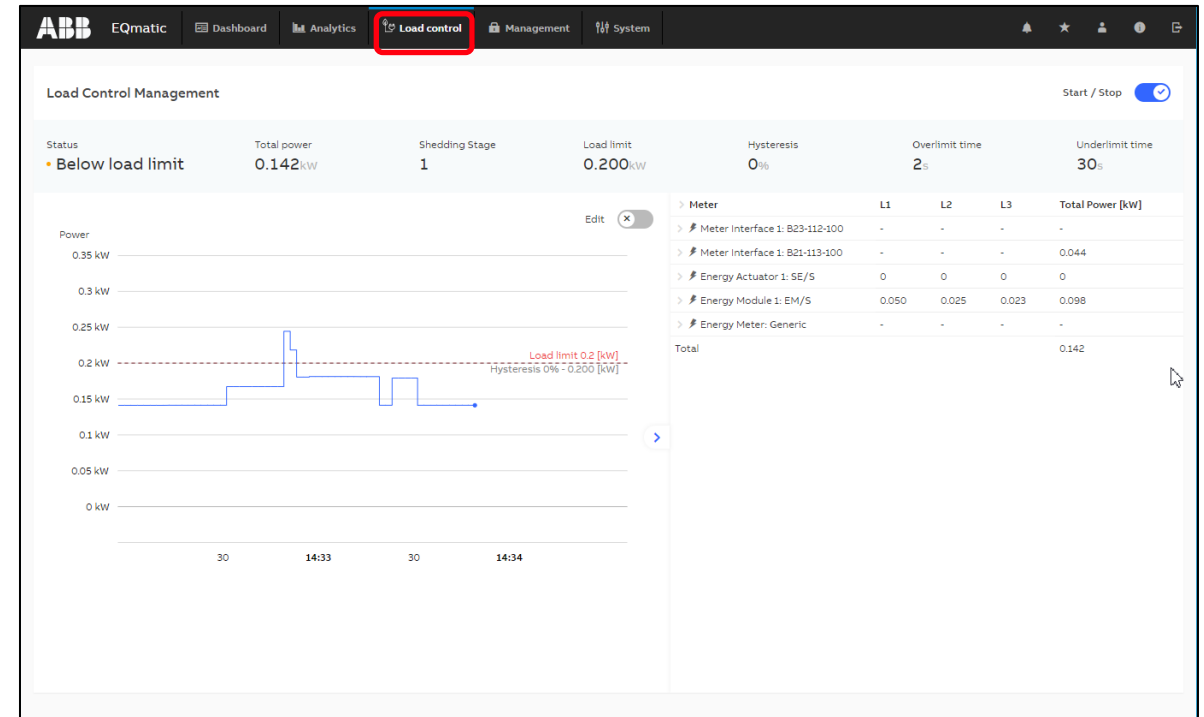 ABB EQmatic Dashboard Analytics Load control Management System
Load Control Management Start / Stop
Status Total power Shedding Stage Load limit Hysteresis Overlimit time Underlimit time
Below load limit 0.142kW 1 0.200kW 0% 2s 30s
Edit
Power
0.35 kW
0.3 kW
0.25 kW
0.2 kW
0.15 kW
0.1 kW
0.05 kW
0 kW
Load limit 0.2 [kW]
Hysteresis 0% - 0.200 [kW]
30 14:33 30 14:34
Meter L1 L2 L3 Total Power [kW]
Meter Interface 1: B23-112-100 - - - -
Meter Interface 1: B21-113-100 - - - 0.044
Energy Actuator 1: SE/S 0 0 0 0
Energy Module 1: EM/S 0.050 0.025 0.023 0.098
Energy Meter: Generic - - - -
Total 0.142